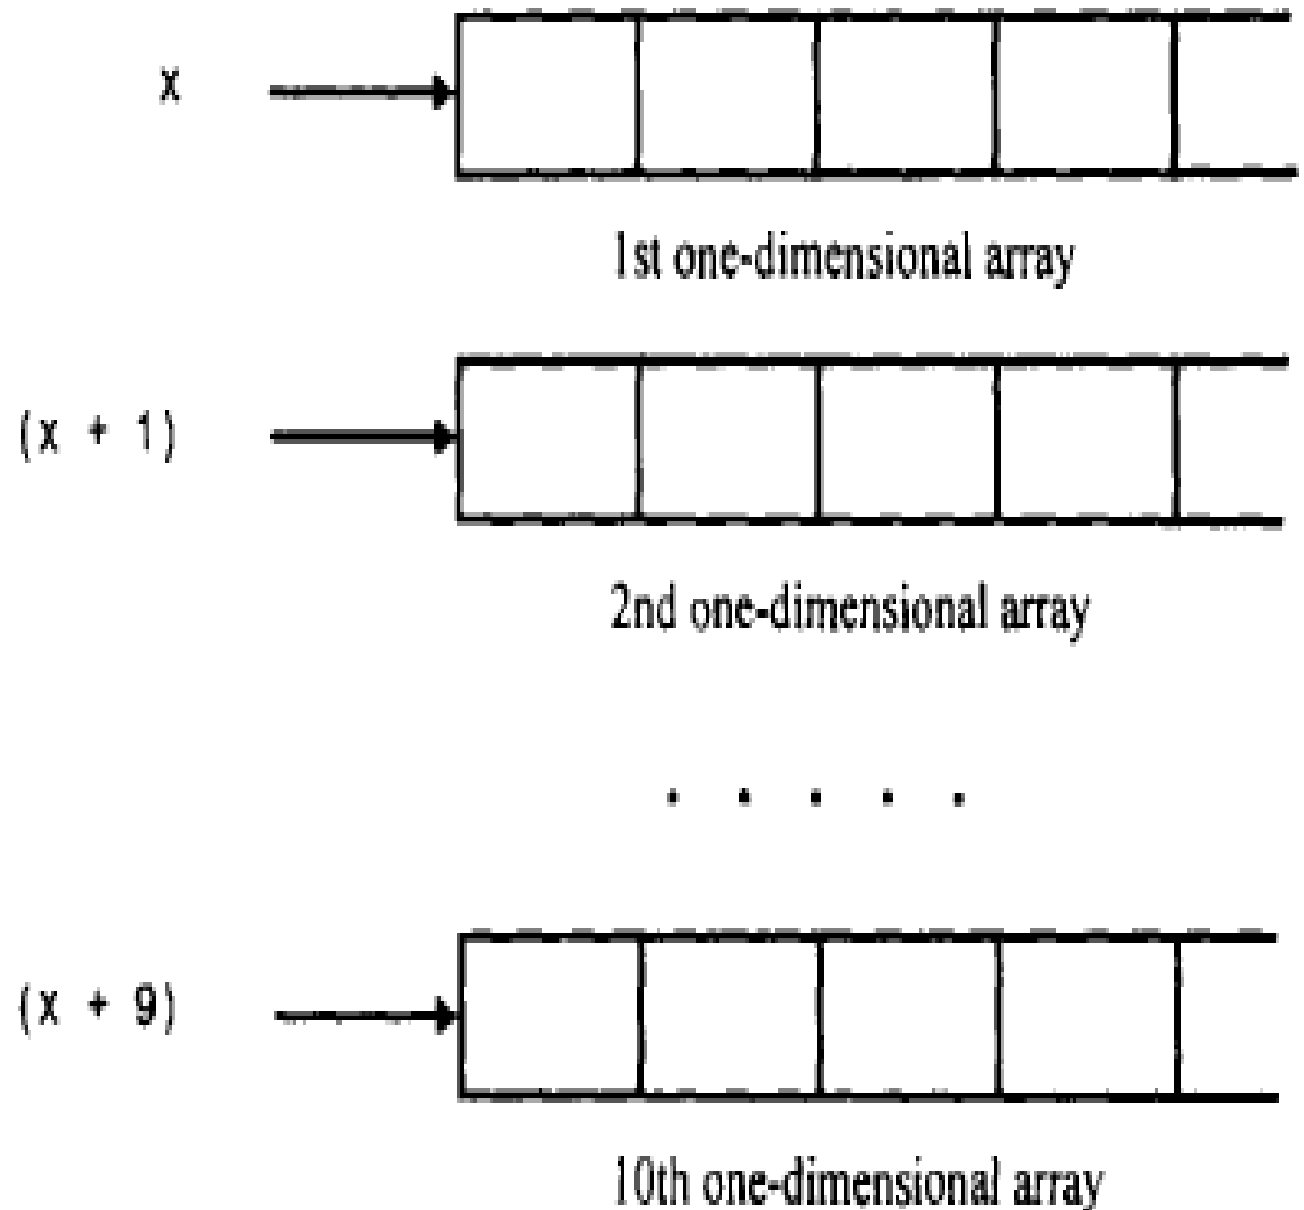 x
1st one-dimensional array
(x + 1)
2nd one-dimensional array
. . . . .
(x + 9)
10th one-dimensional array